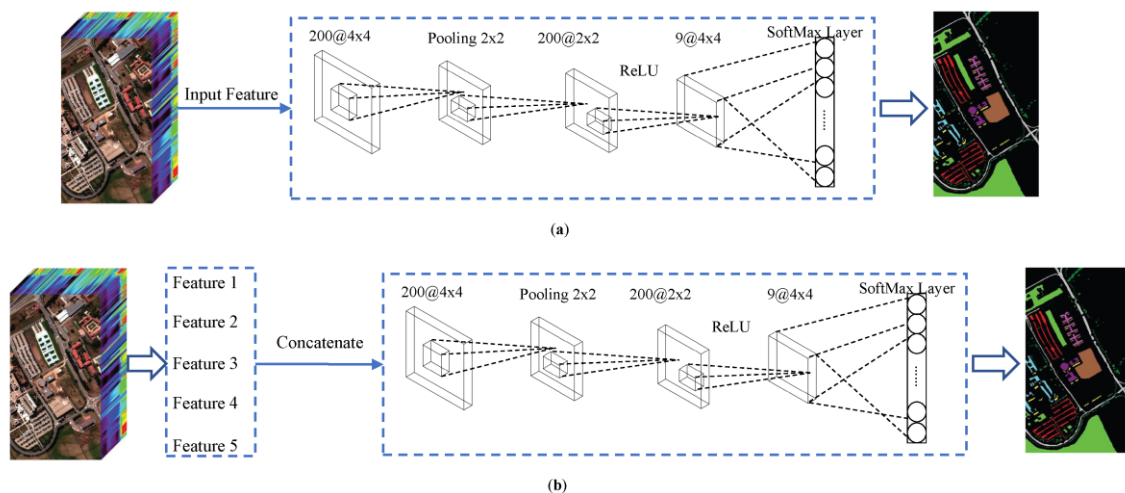 200@4x4
Pooling 2x2
200@2x2
9@4x4
SoftMax Layer
ReLU
Input Feature
(a)
Feature 1
Feature 2
Feature 3
Feature 4
Feature 5
Concatenate
200@4x4
Pooling 2x2
200@2x2
9@4x4
SoftMax Layer
ReLU
(b)